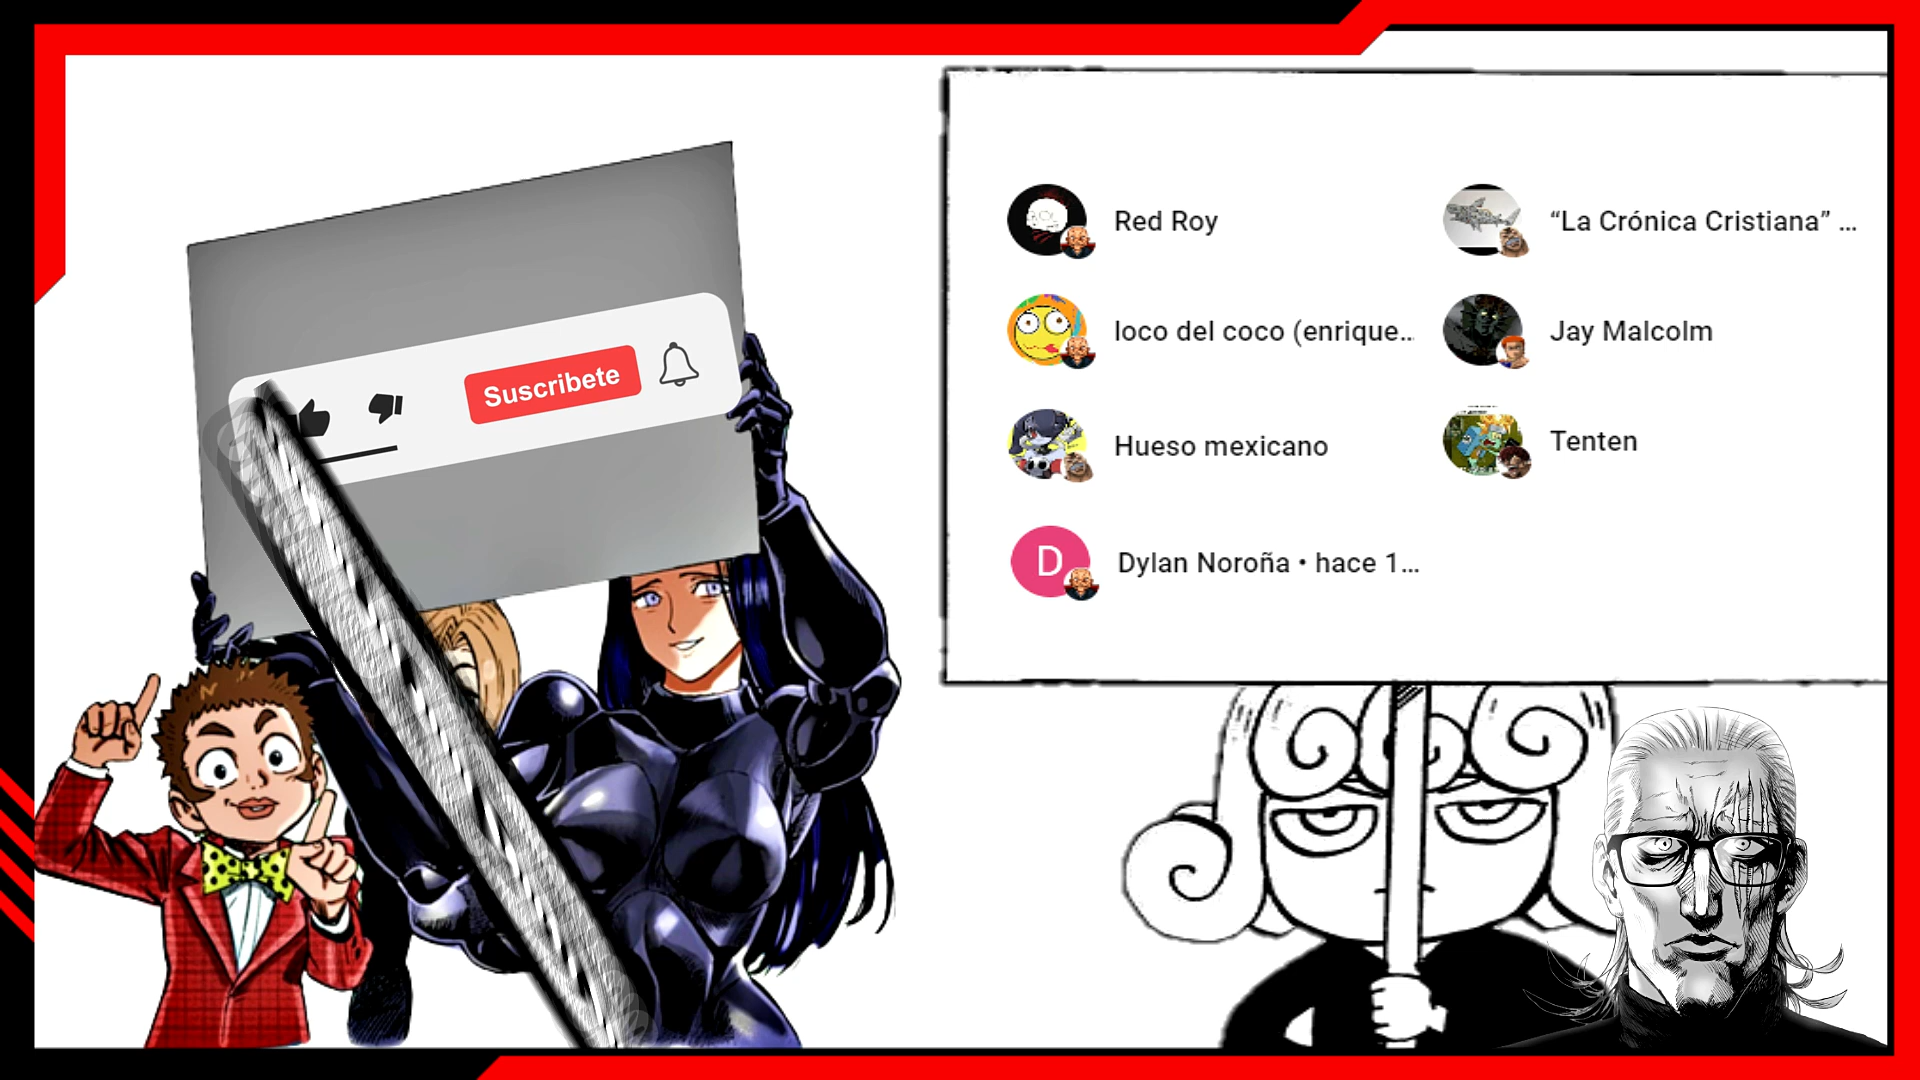 Suscribete
Red Roy
“La Crónica Cristiana” ...
loco del coco (enrique...
Jay Malcolm
Hueso mexicano
Tenten
D
Dylan Noroña • hace 1...